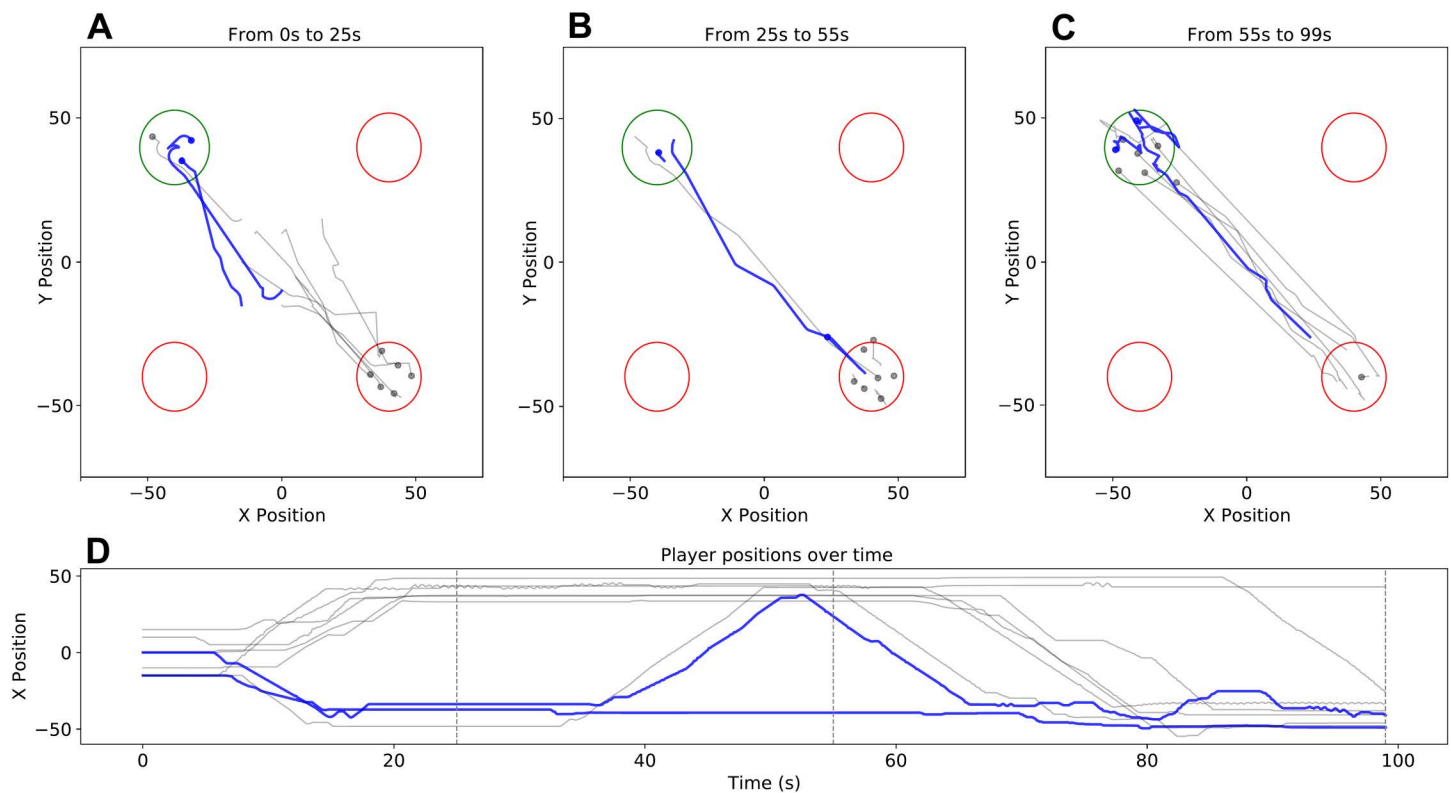 A
From 0s to 25s
Y Position
50
0
−50
−50
0
50
X Position
B
From 25s to 55s
Y Position
50
0
−50
−50
0
50
X Position
C
From 55s to 99s
Y Position
50
0
−50
−50
0
50
X Position
D
Player positions over time
X Position
50
0
−50
0
20
40
60
80
100
Time (s)